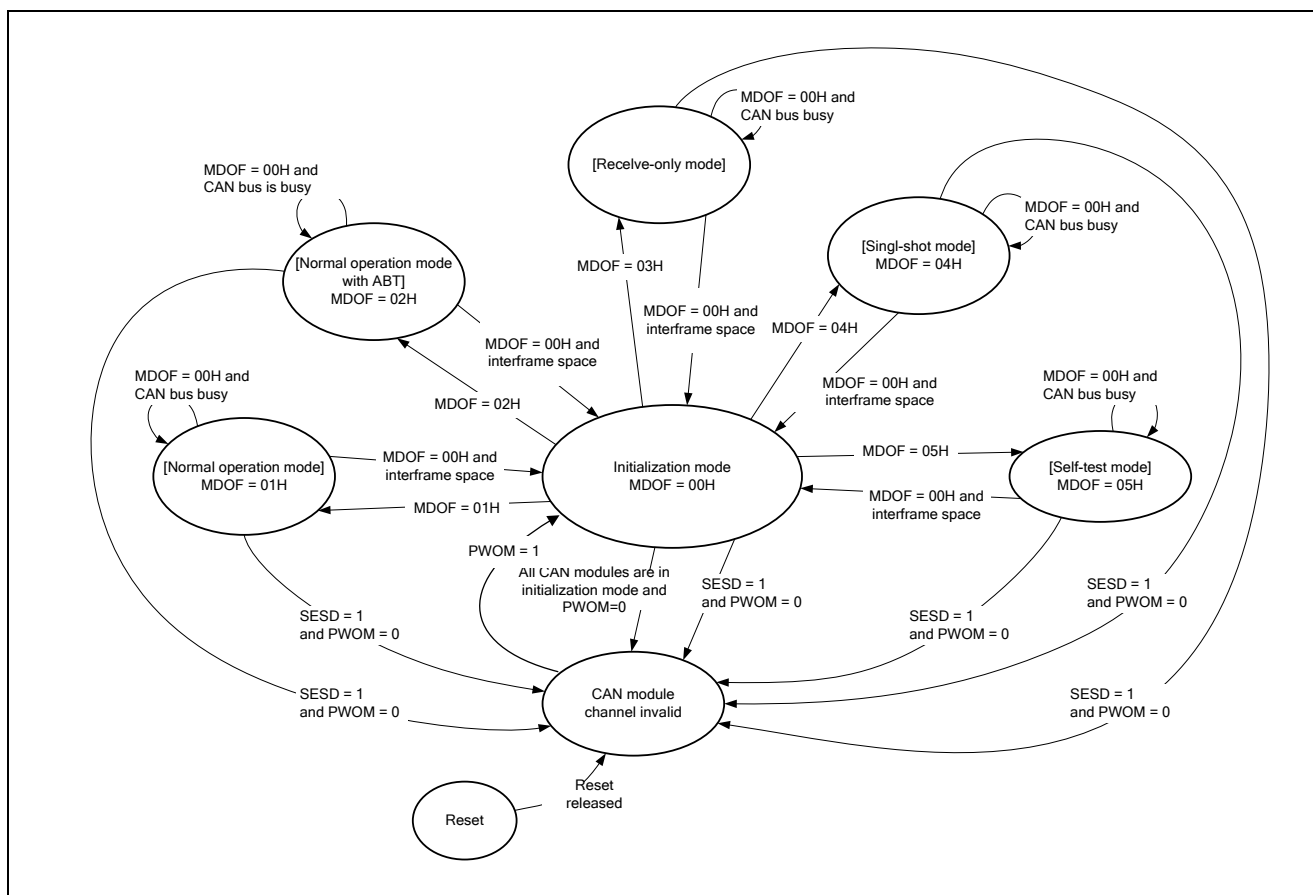 MDOF = 00H and
CAN bus busy
MDOF = 00H and
CAN bus is busy
[Recelve-only mode]
MDOF = 00H and
CAN bus busy
[Normal operation mode
with ABT]
MDOF = 02H
MDOF = 03H
[Singl-shot mode]
MDOF = 04H
MDOF = 00H and
interframe space
MDOF = 04H
MDOF = 00H and
interframe space
MDOF = 00H and
CAN bus busy
MDOF = 02H
MDOF = 00H and
interframe space
MDOF = 00H and
CAN bus busy
[Normal operation mode]
MDOF = 01H
MDOF = 00H and
interframe space
MDOF = 01H
Initialization mode
MDOF = 00H
MDOF = 05H
MDOF = 00H and
interframe space
[Self-test mode]
MDOF = 05H
PWOM = 1
All CAN modules are in
initialization mode and
PWOM=0
SESD = 1
and PWOM = 0
SESD = 1
and PWOM = 0
SESD = 1
and PWOM = 0
SESD = 1
and PWOM = 0
SESD = 1
and PWOM = 0
CAN module
channel invalid
SESD = 1
and PWOM = 0
Reset
released
Reset